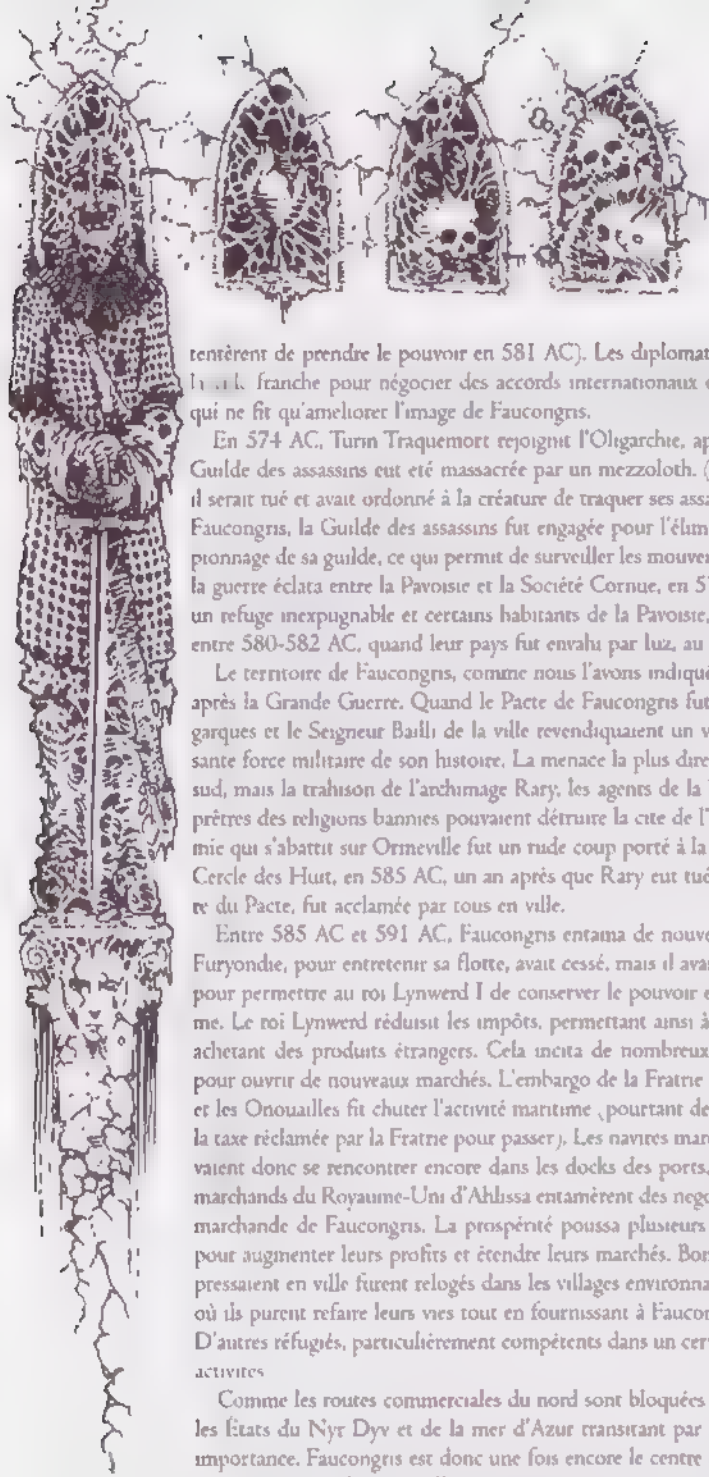 tentèrent de prendre le pouvoir en 581 AC). Les diplomat
franche pour négocier des accords internationaux
qui ne fit qu'ameliorer l'image de Faucongris.
En 574 AC, Turin Traquemort rejoignit l'Oligarchie, ap
Guilde des assassins eut eté massacrée par un mezzoloth. (
il serait tué et avait ordonné à la créature de traquer ses assa
Faucongris, la Guilde des assassins fut engagée pour l'élim
pionnage de sa guilde, ce qui permit de surveiller les mouve
la guerre éclata entre la Pavoisie et la Société Cornue, en 5
un refuge inexpugnable et certains habitants de la Pavoisie,
entre 580-582 AC, quand leur pays fut envahi par Iuz, au
Le territoire de Faucongris, comme nous l'avons indiqué
après la Grande Guerre. Quand le Pacte de Faucongris fut
garques et le Seigneur Bailli de la ville revendiquaient un v
sante force militaire de son histoire. La menace la plus dire
sud, mais la trahison de l'archimage Rary, les agents de la
prêtres des religions bannies pouvaient détruire la cite de l'
mie qui s'abattit sur Ormeville fut un rude coup porté à la
Cercle des Huit, en 585 AC, un an après que Rary eut tué
re du Pacte, fut acclamée par tous en ville.
Entre 585 AC et 591 AC, Faucongris entama de nouve
Furyondie, pour entretenir sa flotte, avait cessé, mais il avai
pour permettre au roi Lynwerd I de conserver le pouvoir e
me. Le roi Lynwerd réduisit les impôts, permettant ainsi à
achetant des produits étrangers. Cela incita de nombreux
pour ouvrir de nouveaux marchés. L'embargo de la Fratrie
et les Onouailles fit chuter l'activité maritime (pourtant de
la taxe réclamée par la Fratrie pour passer). Les navires mar
vaient donc se rencontrer encore dans les docks des ports,
marchands du Royaume-Uni d'Ahlissa entamèrent des nego
marchande de Faucongris. La prospérité poussa plusieurs
pour augmenter leurs profits et étendre leurs marchés. Bor
pressaient en ville furent relogés dans les villages environna
où ils purent refaire leurs vies tout en fournissant à Faucon
D'autres réfugiés, particulièrement compétents dans un cer
activites
Comme les routes commerciales du nord sont bloquées
les États du Nyr Dyv et de la mer d'Azur transitant par
importance. Faucongris est donc une fois encore le centre